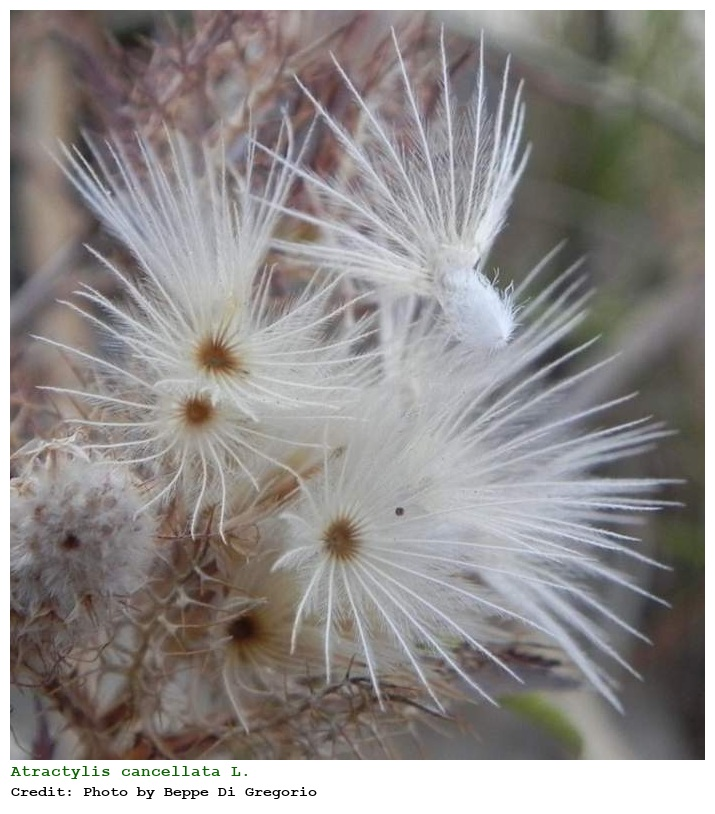 Atractylis cancellata L.
Credit: Photo by Beppe Di Gregorio